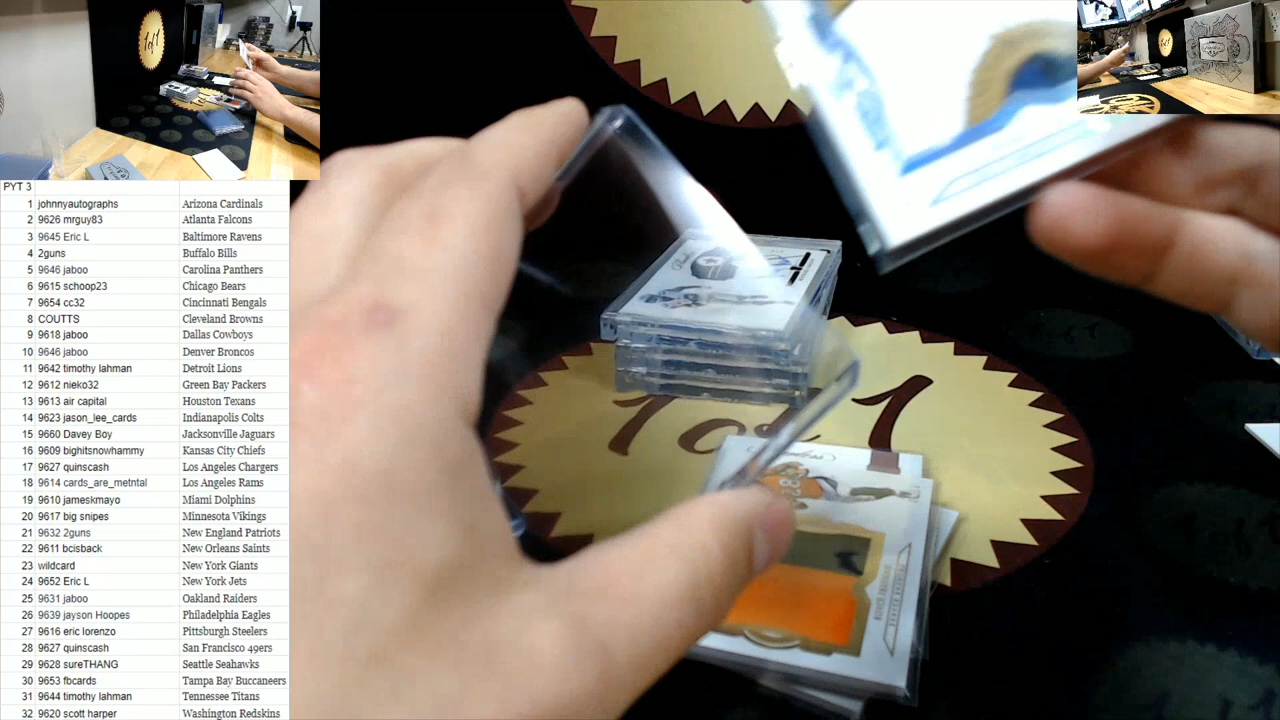 1of1
PYT 3
1 johnnyautographs Arizona Cardinals
2 9626 mrguy83 Atlanta Falcons
3 9645 Eric L Baltimore Ravens
4 2guns Buffalo Bills
5 9646 jaboo Carolina Panthers
6 9615 schoop23 Chicago Bears
7 9654 cc32 Cincinnati Bengals
8 COUTTS Cleveland Browns
9 9618 jaboo Dallas Cowboys
10 9646 jaboo Denver Broncos
11 9642 timothy lahman Detroit Lions
12 9612 nieko32 Green Bay Packers
13 9613 air capital Houston Texans
14 9623 jason_lee_cards Indianapolis Colts
15 9660 Davey Boy Jacksonville Jaguars
16 9609 bighitsnowhammy Kansas City Chiefs
17 9627 quinscash Los Angeles Chargers
18 9614 cards_are_metntal Los Angeles Rams
19 9610 jameskmayo Miami Dolphins
20 9617 big snipes Minnesota Vikings
21 9632 2guns New England Patriots
22 9611 bcisback New Orleans Saints
23 wildcard New York Giants
24 9652 Eric L New York Jets
25 9631 jaboo Oakland Raiders
26 9639 jayson Hoopes Philadelphia Eagles
27 9616 eric lorenzo Pittsburgh Steelers
28 9627 quinscash San Francisco 49ers
29 9628 sureTHANG Seattle Seahawks
30 9653 fbcards Tampa Bay Buccaneers
31 9644 timothy lahman Tennessee Titans
32 9620 scott harper Washington Redskins
1of1